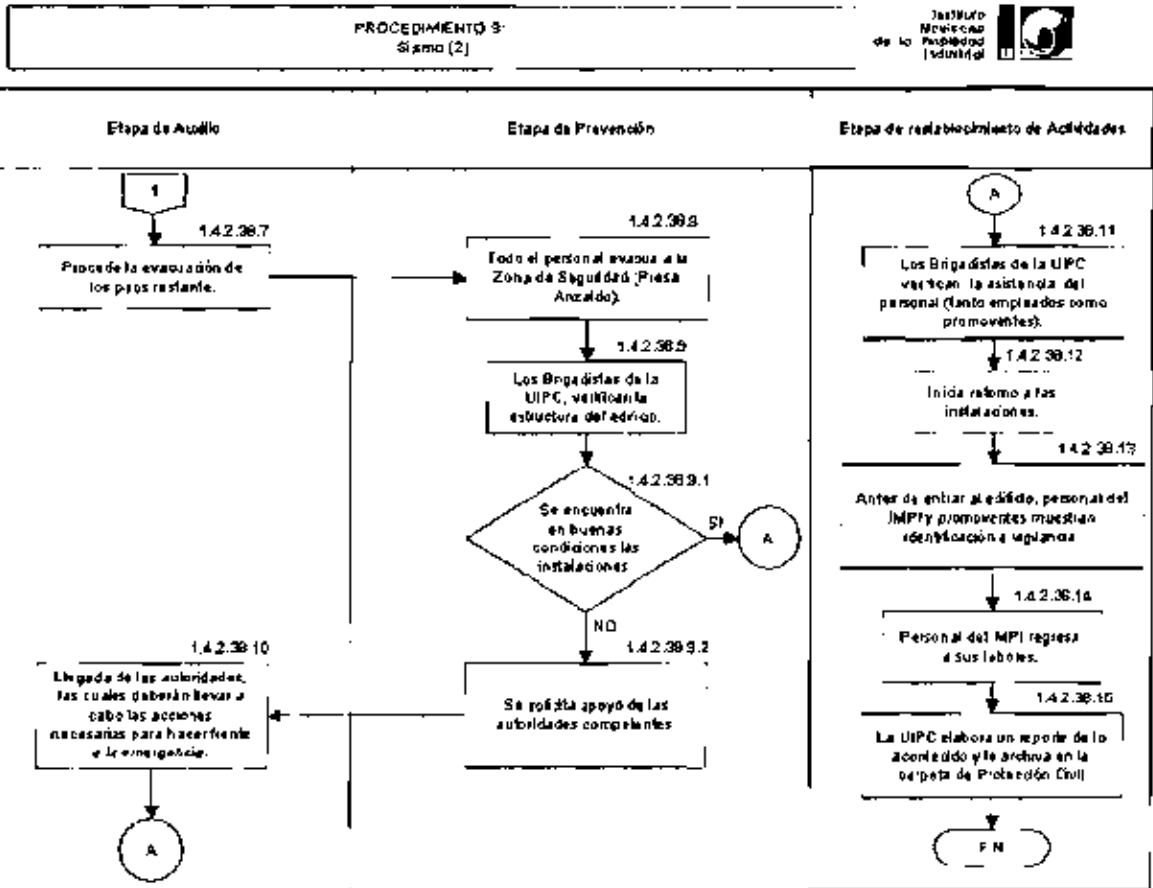 PROCEDIMIENTO S'
Sismo (2)
Instituto
Mexicano
de la Propiedad
Industrial
Etapa de Auxilio
Etapa de Prevención
Etapa de restablecimiento de Actividades
1
1.4.2.38.7
Procede la evacuación de
los pisos restante.
1.4.2.38.10
Llegada de las autoridades,
las cuales deberán llevar a
cabo las acciones
necesarias para hacer frente
a la emergencia.
A
1.4.2.38.8
Todo el personal evacua a la
Zona de Seguridad (Presa
Anzaldo).
1.4.2.38.9
Los Brigadistas de la
UIPC, verifican la
estructura del edificio.
1.4.2.38.9.1
Se encuentra
en buenas
condiciones las
instalaciones
SI
A
NO
1.4.2.38.9.2
Se solicita apoyo de las
autoridades competentes
A
1.4.2.38.11
Los Brigadistas de la UIPC
verifican la asistencia del
personal (tanto empleados como
promoventes).
1.4.2.38.12
Inicia retorno a las
instalaciones.
1.4.2.38.13
Antes de entrar al edificio, personal del
IMPI y promoventes muestran
identificación a vigilancia
1.4.2.38.14
Personal del MPI regresa
a sus labores.
1.4.2.38.15
La UIPC elabora un reporte de lo
acontecido y lo archiva en la
carpeta de Protección Civil
FIN